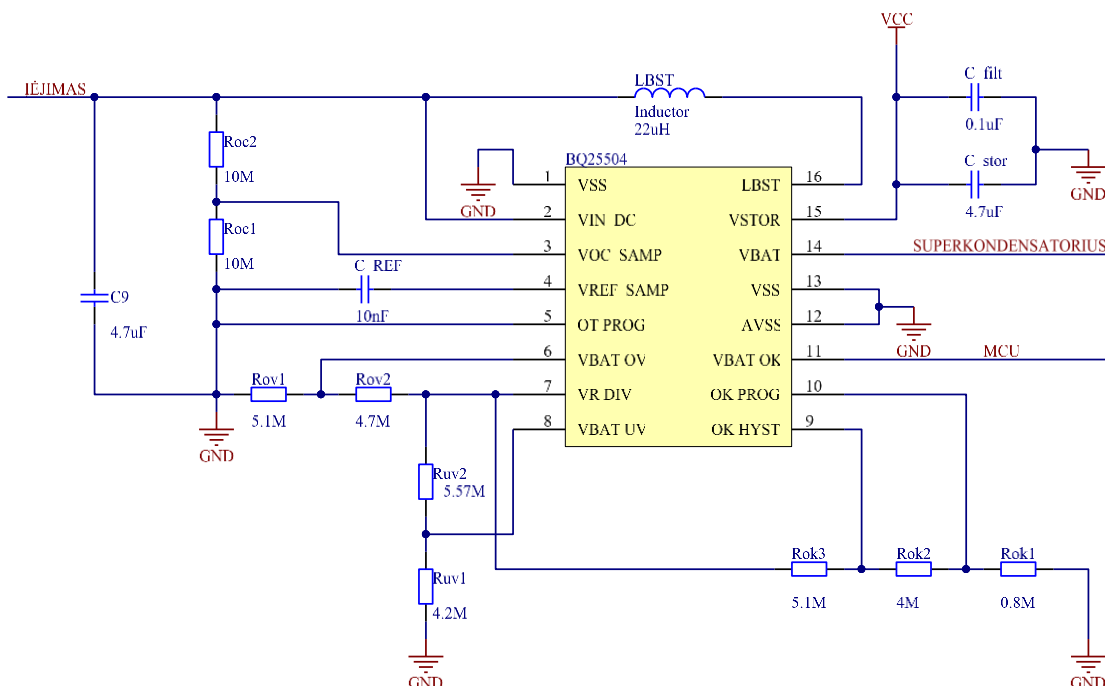 VCC
IĖJIMAS
LBST
Inductor
22uH
C filt
0.1uF
C stor
4.7uF
GND
Roc2
10M
Roc1
10M
C9
4.7uF
C REF
10nF
GND
BQ25504
1 VSS LBST 16
2 VIN DC VSTOR 15
3 VOC SAMP VBAT 14
4 VREF SAMP VSS 13
5 OT PROG AVSS 12
6 VBAT OV VBAT OK 11
7 VR DIV OK PROG 10
8 VBAT UV OK HYST 9
SUPERKONDENSATORIUS
GND
MCU
Rov1
5.1M
Rov2
4.7M
GND
Ruv2
5.57M
Ruv1
4.2M
GND
Rok3
5.1M
Rok2
4M
Rok1
0.8M
GND